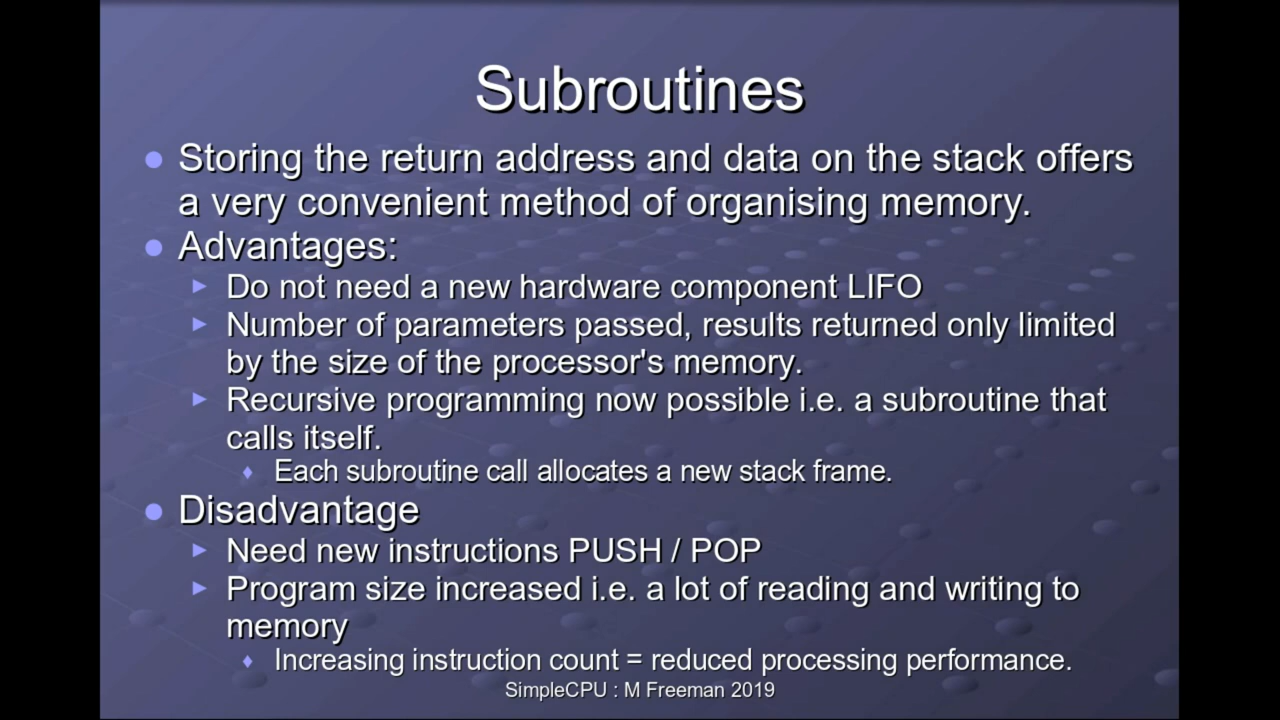 Subroutines
Storing the return address and data on the stack offers
a very convenient method of organising memory.
Advantages:
Do not need a new hardware component LIFO
Number of parameters passed, results returned only limited
by the size of the processor's memory.
Recursive programming now possible i.e. a subroutine that
calls itself.
Each subroutine call allocates a new stack frame.
Disadvantage
Need new instructions PUSH / POP
Program size increased i.e. a lot of reading and writing to
memory
Increasing instruction count = reduced processing performance.
SimpleCPU : M Freeman 2019